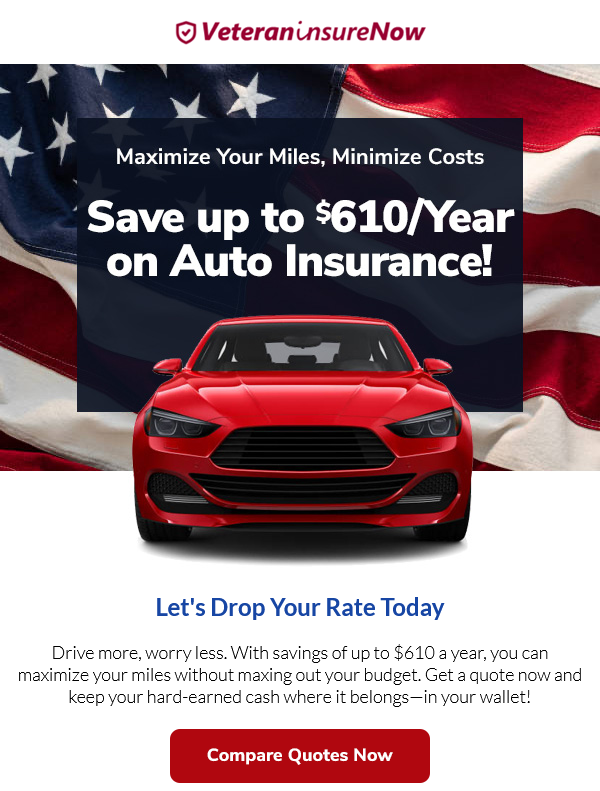 VeteraninsureNow
Maximize Your Miles, Minimize Costs
Save up to $610/Year
on Auto Insurance!
Let's Drop Your Rate Today
Drive more, worry less. With savings of up to $610 a year, you can
maximize your miles without maxing out your budget. Get a quote now and
keep your hard-earned cash where it belongs—in your wallet!
Compare Quotes Now